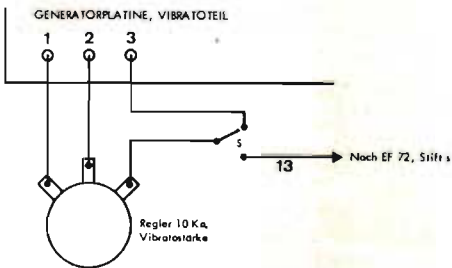 GENERATORPLATINE, VIBRATOTEIL
1 2 3
S
13
Nach EF 72, Stift s
Regler 10 Ka,
Vibratostärke